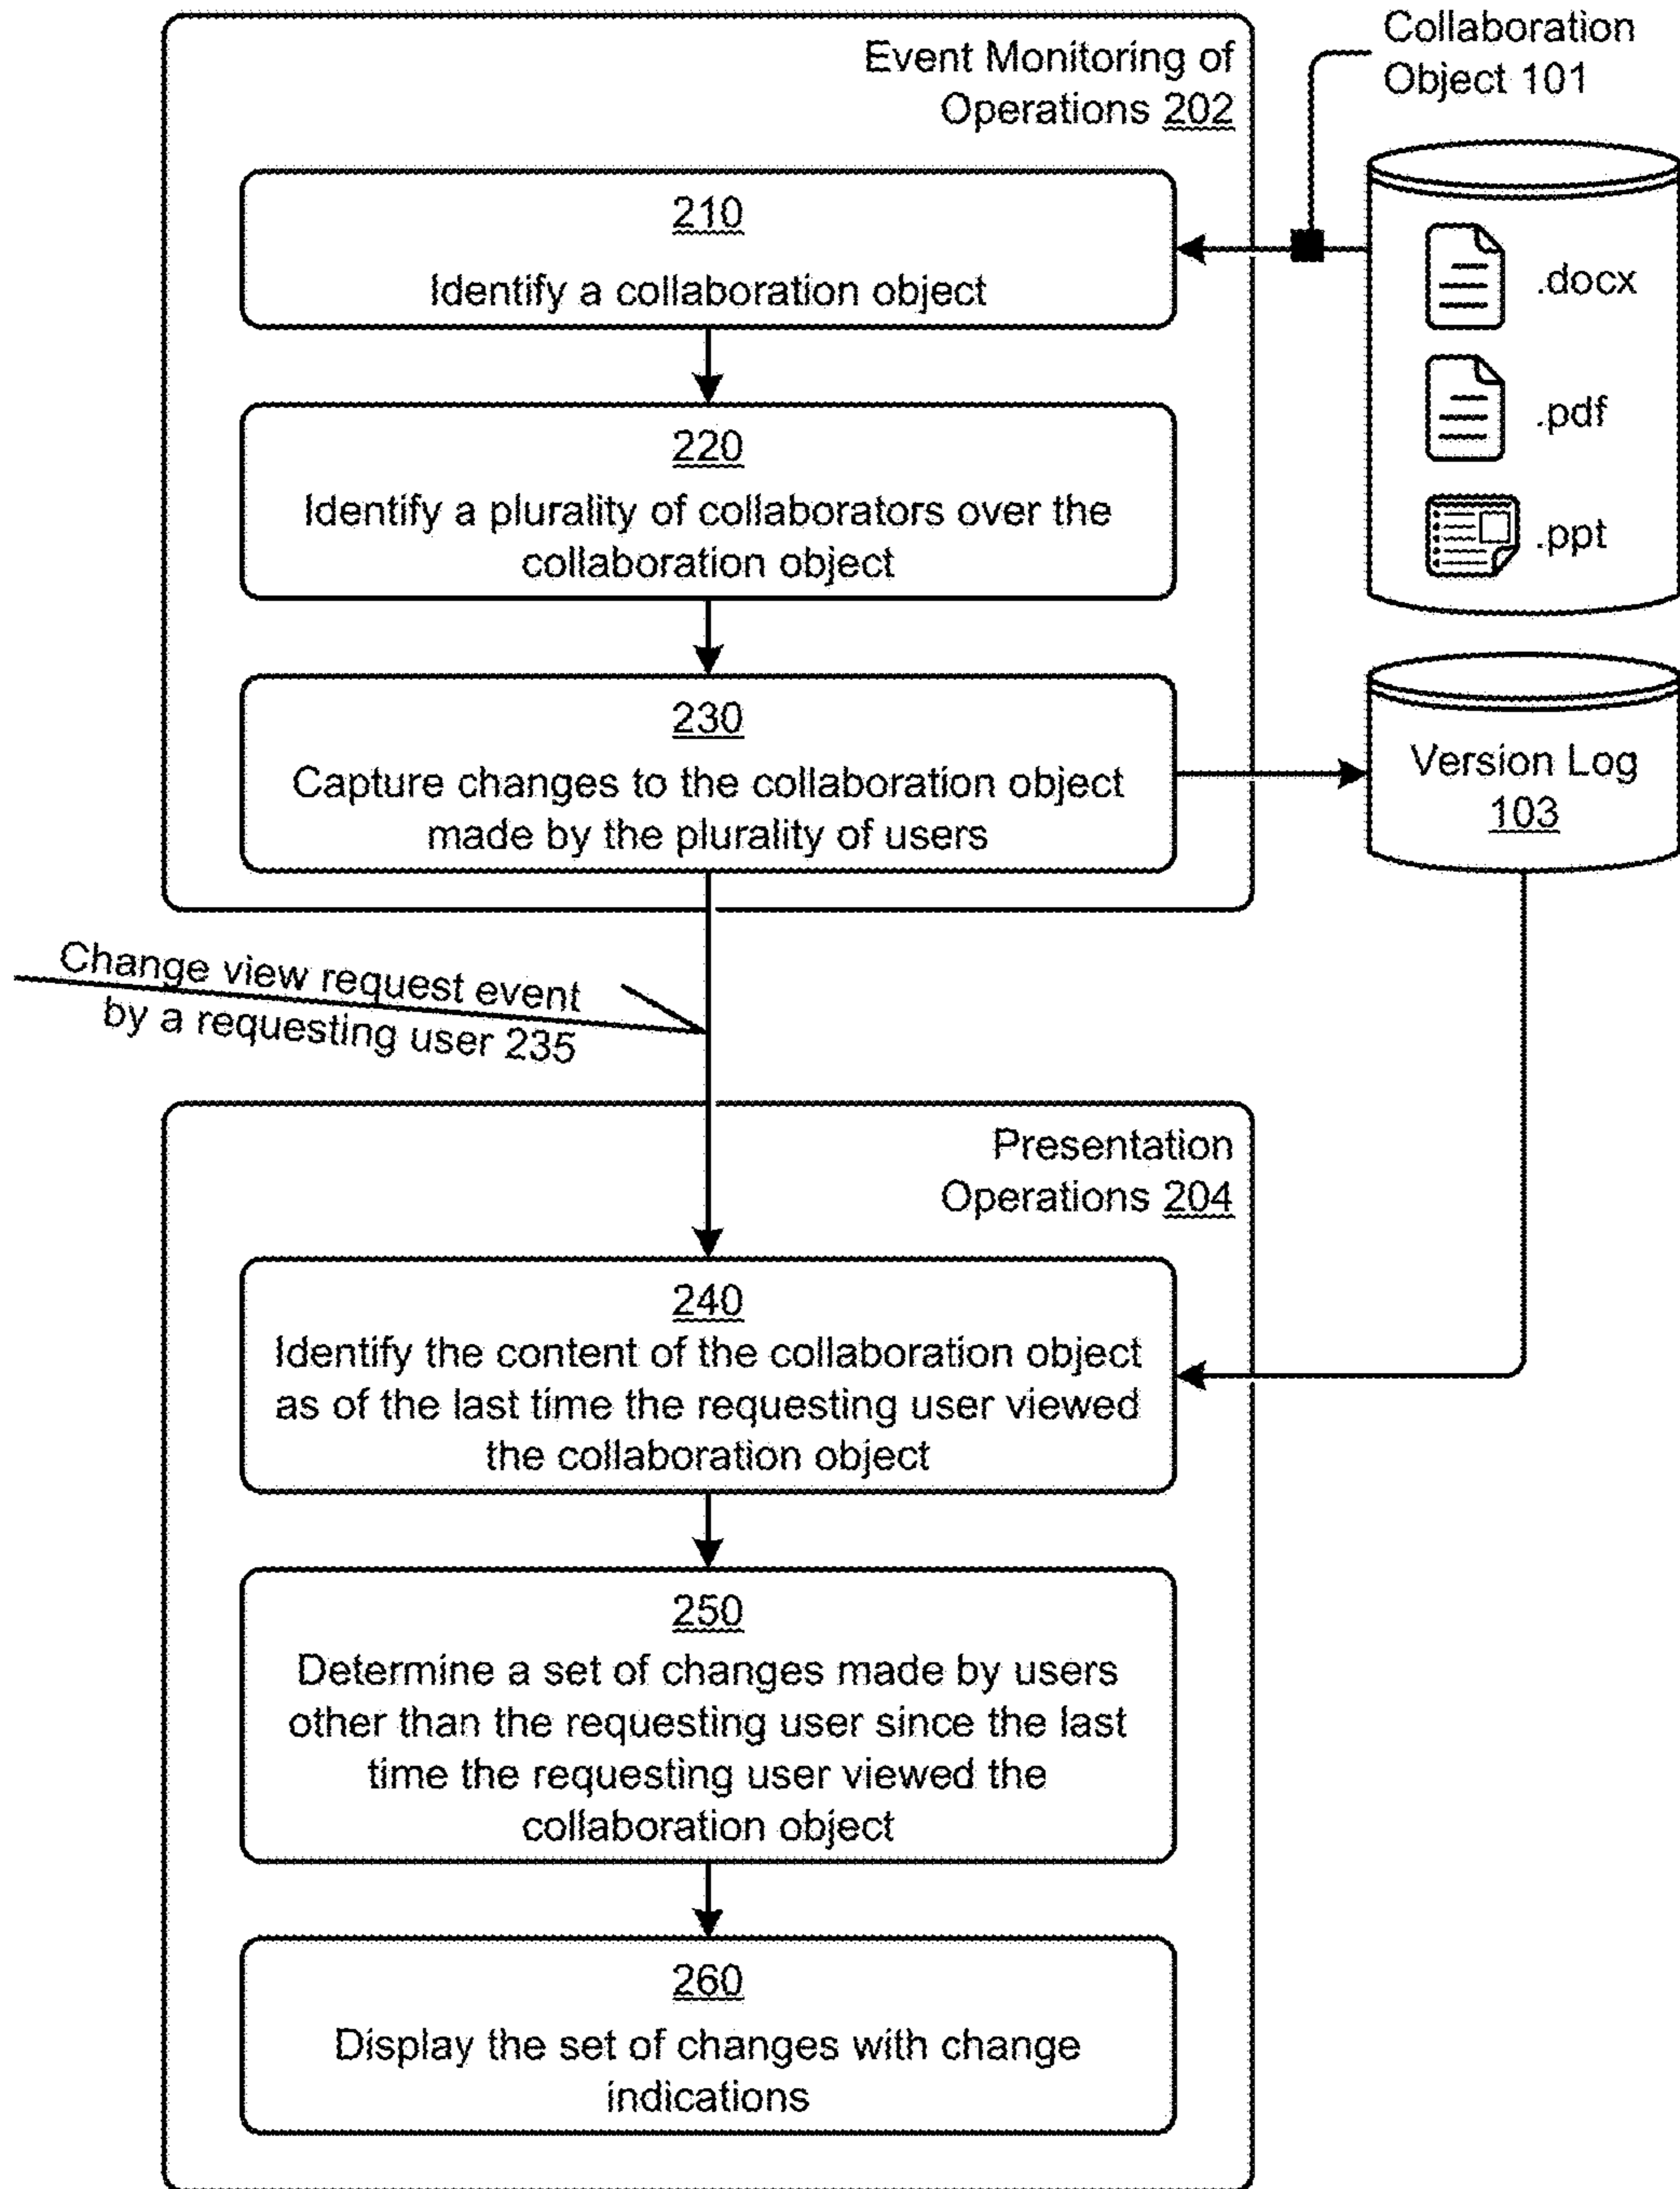 Event Monitoring of
Operations 202
Collaboration
Object 101
210
Identify a collaboration object
.docx
.pdf
.ppt
220
Identify a plurality of collaborators over the
collaboration object
230
Capture changes to the collaboration object
made by the plurality of users
Version Log
103
Change view request event
by a requesting user 235
Presentation
Operations 204
240
Identify the content of the collaboration object
as of the last time the requesting user viewed
the collaboration object
250
Determine a set of changes made by users
other than the requesting user since the last
time the requesting user viewed the
collaboration object
260
Display the set of changes with change
indications